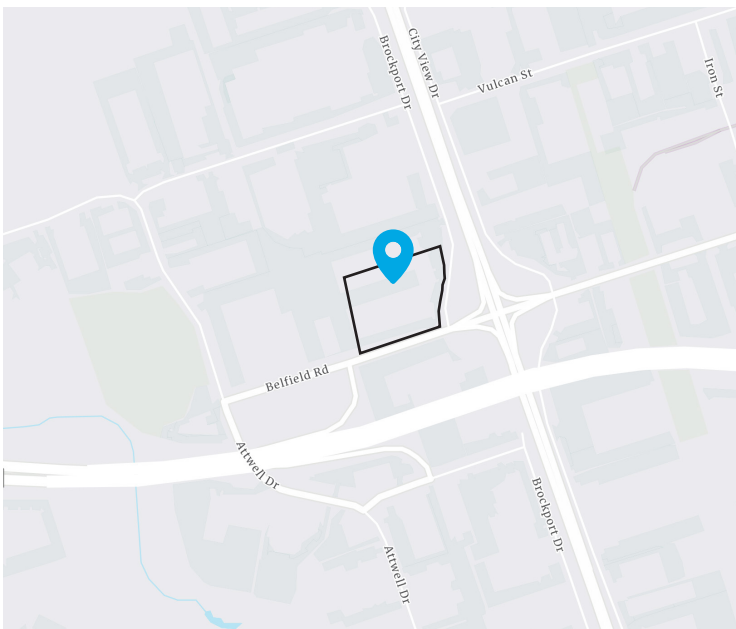 City View Dr
Brockport Dr
Vulcan St
Iron St
Belfield Rd
Attwell Dr
Brockport Dr
Attwell Dr